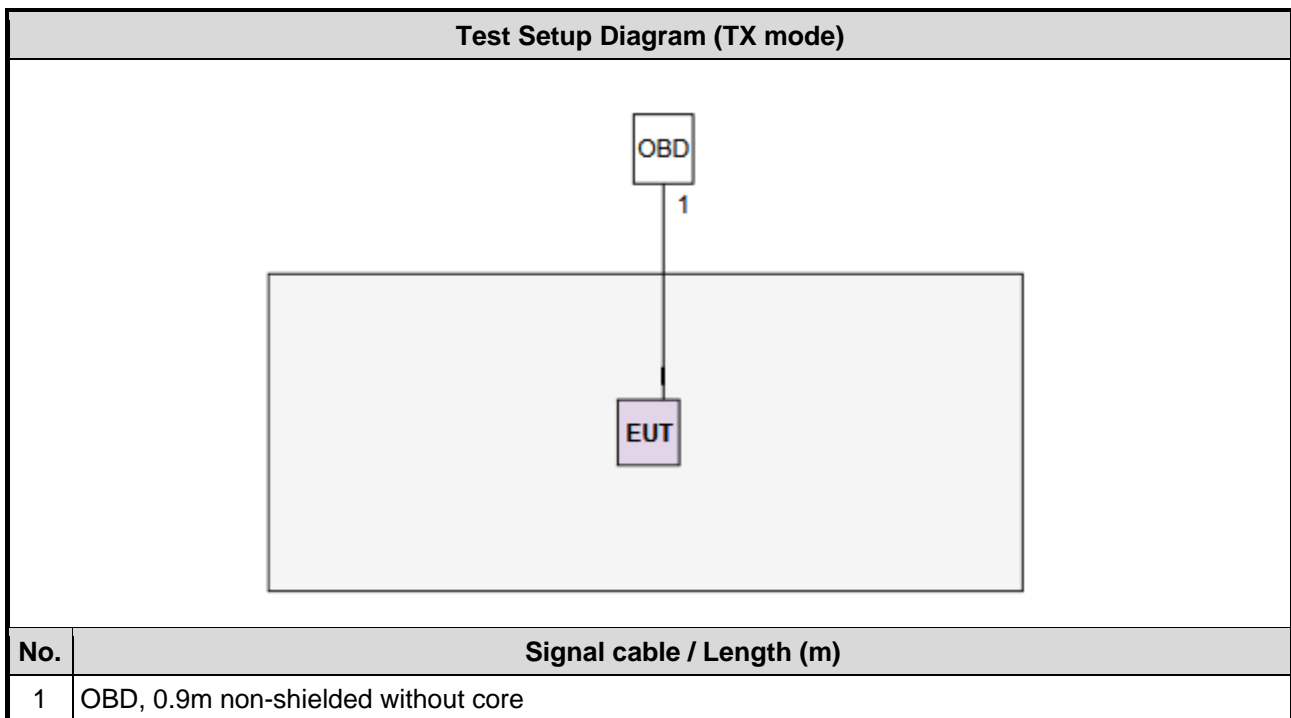 Test Setup Diagram (TX mode)
OBD
1
EUT
No. Signal cable / Length (m)
1 OBD, 0.9m non-shielded without core